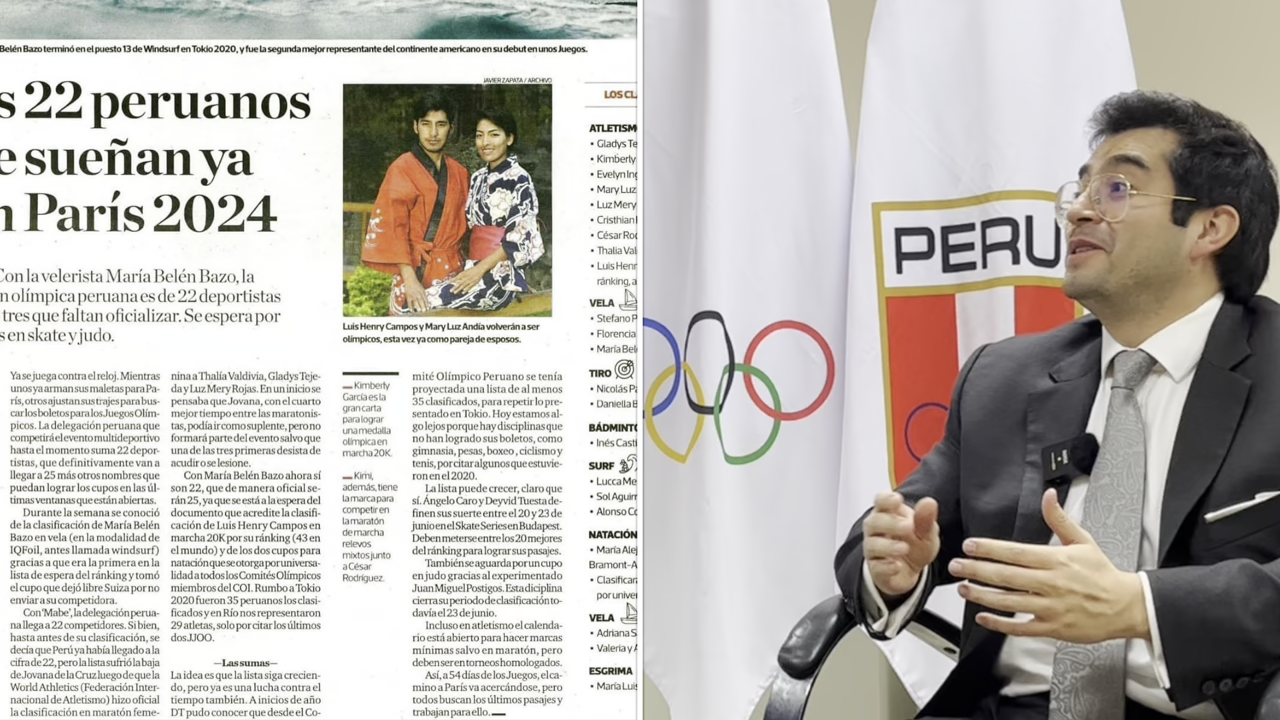 Belén Bazo terminó en el puesto 13 de Windsurf en Tokio 2020, y fue la segunda mejor representante del continente americano en su debut en unos Juegos.
s 22 peruanos
e sueñan ya
n París 2024
Con la velerista María Belén Bazo, la
n olímpica peruana es de 22 deportistas
tres que faltan oficializar. Se espera por
s en skate y judo.
Ya se juega contra el reloj. Mientras
unos ya arman sus maletas para Pa-
rís, otros ajustan sus trajes para bus-
car los boletos para los Juegos Olím-
picos. La delegación peruana que
competirá el evento multideportivo
hasta el momento suma 22 depor-
tistas, que definitivamente van a
llegar a 25 más otros nombres que
puedan lograr los cupos en las últi-
timas ventanas que están abiertas.
Durante la semana se conoció
de la clasificación de María Belén
Bazo en vela (en la modalidad de
IQFoil, antes llamada windsurf)
gracias a que era la primera en la
lista de espera del ránking y tomó
el cupo que dejó libre Suiza por no
enviar a su competidora.
Con 'Mabe', la delegación perua-
na llega a 22 competidores. Si bien,
hasta antes de su clasificación, se
decía que Perú ya había llegado a la
cifra de 22, pero la lista sufrió la baja
de Jovana de la Cruz luego de que la
World Athletics (Federación Inter-
nacional de Atletismo) hizo oficial
la clasificación en maratón feme-
nina a Thalía Valdivia, Gladys Teje-
da y Luz Mery Rojas. En un inicio se
pensaba que Jovana, con el cuarto
mejor tiempo entre las maratonis-
tas, podía ir como suplente, pero no
formará parte del evento salvo que
una de las tres primeras desista de
acudir o se lesione.
Con María Belén Bazo ahora sí
son 22, que de manera oficial se-
rán 25, ya que se está a la espera del
documento que acredite la clasifi-
cación de Luis Henry Campos en
marcha 20K por su ránking (43 en
el mundo) y de los dos cupos para
natación que se otorga por univer-
salidad a todos los Comités Olímpicos
miembros del COI. Rumbo a Tokio
2020 fueron 35 peruanos los clasi-
ficados y en Río nos representaron
29 atletas, solo por citar los últimos
dos JJOO.
—Las sumas—
La idea es que la lista siga crecien-
do, pero ya es una lucha contra el
tiempo también. A inicios de año
DT pudo conocer que desde el Co-
JAVIER ZAPATA / ARCHIVO
Luis Henry Campos y Mary Luz Andía volverán a ser
olímpicos, esta vez ya como pareja de esposos.
Kimberly
García es la
gran carta
para lograr
una medalla
olímpica en
marcha 20K.
Kimi,
además, tiene
la marca para
competir en
la maratón
de marcha
relevos
mixtos junto
a César
Rodríguez.
mité Olímpico Peruano se tenía
proyectada una lista de al menos
35 clasificados, para repetir lo pre-
sentado en Tokio. Hoy estamos al-
go lejos porque hay disciplinas que
no han logrado sus boletos, como
gimnasia, pesas, boxeo, ciclismo y
tenis, por citar algunos que estuvie-
ron en el 2020.
La lista puede crecer, claro que
sí. Ángelo Caro y Deyvid Tuesta de-
finen sus suerte entre el 20 y 23 de
junio en el Skate Series en Budapest.
Deben meterse entre los 20 mejores
del ránking para lograr sus pasajes.
También se aguarda por un cupo
en judo gracias al experimentado
Juan Miguel Postigos. Esta disciplina
cierra su periodo de clasificación to-
davía el 23 de junio.
Incluso en atletismo el calenda-
rio está abierto para hacer marcas
mínimas salvo en maratón, pero
deben ser en torneos homologados.
Así, a 54 días de los Juegos, el ca-
mino a París va acercándose, pero
todos buscan los últimos pasajes y
trabajan para ello.
LOS CL
ATLETISM
• Gladys Te
• Kimberly
• Evelyn Ing
• Mary Luz
• Luz Mery
• Cristhian
• César Rod
• Thalía Val
• Luis Henr
ránking, a
VELA
• Stefano P
• Florencia
• María Bel
TIRO
• Nicolás Pa
• Daniella B
BÁDMINTO
• Inés Casti
SURF
• Lucca Me
• Sol Aguir
• Alonso Co
NATACIÓN
• María Alej
Bramont-A
• Clasificar
por univer
VELA
• Adriana S
• Valeria y A
ESGRIMA
• María Luis
PERU